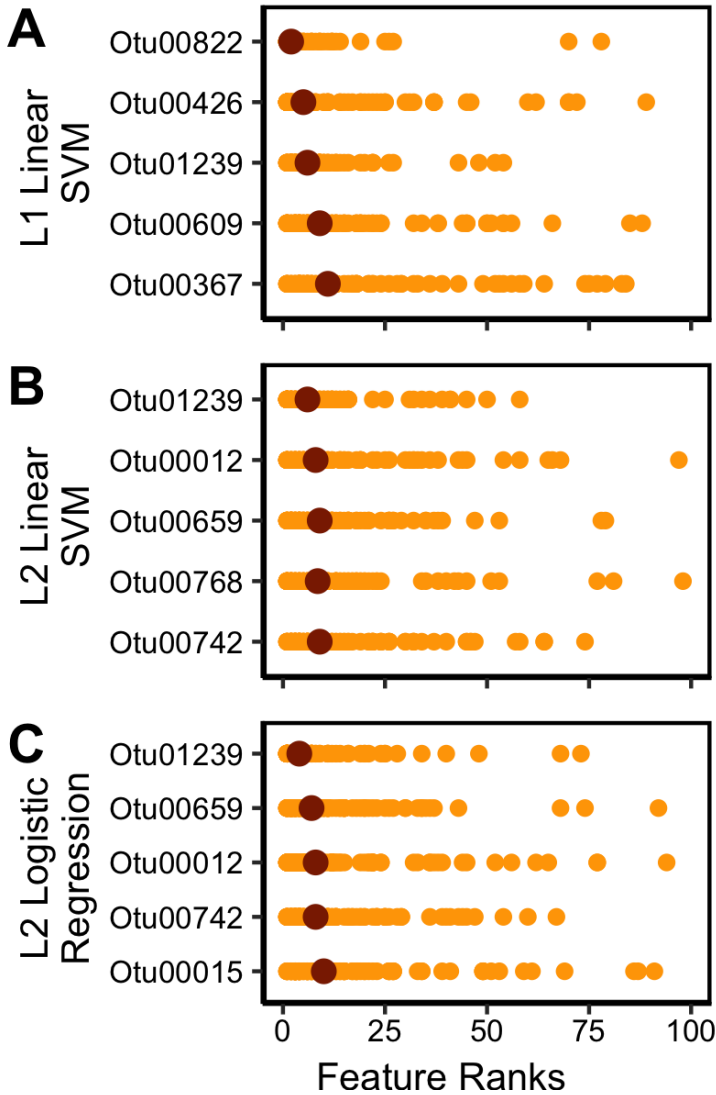 A
L1 Linear
SVM
Otu00822
Otu00426
Otu01239
Otu00609
Otu00367
B
L2 Linear
SVM
Otu01239
Otu00012
Otu00659
Otu00768
Otu00742
C
L2 Logistic
Regression
Otu01239
Otu00659
Otu00012
Otu00742
Otu00015
0 25 50 75 100
Feature Ranks